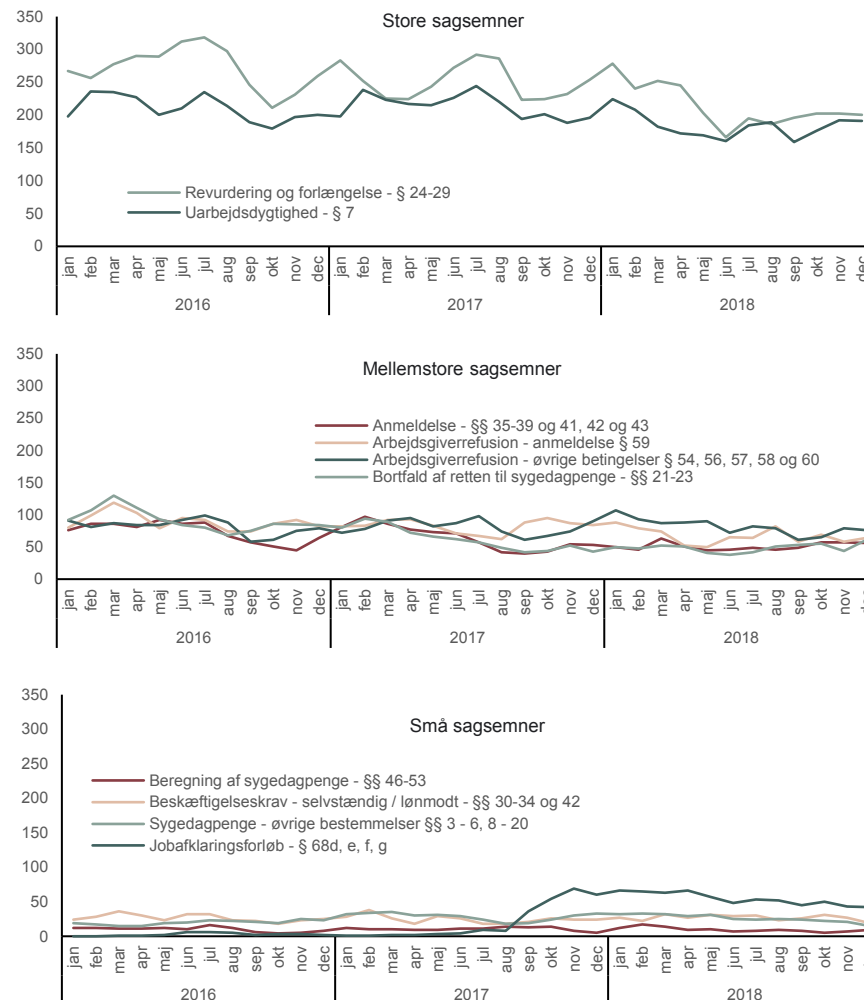 Store sagsemner
350
300
250
200
150
100
50
0
Revurdering og forlængelse - § 24-29
Uarbejdsdygtighed - § 7
jan feb mar apr maj jun jul aug sep okt nov dec jan feb mar apr maj jun jul aug sep okt nov dec jan feb mar apr maj jun jul aug sep okt nov dec
2016 2017 2018
Mellemstore sagsemner
350
300
250
200
150
100
50
0
Anmeldelse - §§ 35-39 og 41, 42 og 43
Arbejdsgiverrefusion - anmeldelse § 59
Arbejdsgiverrefusion - øvrige betingelser § 54, 56, 57, 58 og 60
Bortfald af retten til sygedagpenge - §§ 21-23
jan feb mar apr maj jun jul aug sep okt nov dec jan feb mar apr maj jun jul aug sep okt nov dec jan feb mar apr maj jun jul aug sep okt nov dec
2016 2017 2018
Små sagsemner
350
300
250
200
150
100
50
0
Beregning af sygedagpenge - §§ 46-53
Beskæftigelseskrav - selvstændig / lønmodt - §§ 30-34 og 42
Sygedagpenge - øvrige bestemmelser §§ 3 - 6, 8 - 20
Jobafklaringsforløb - § 68d, e, f, g
jan feb mar apr maj jun jul aug sep okt nov dec jan feb mar apr maj jun jul aug sep okt nov dec jan feb mar apr maj jun jul aug sep okt nov
2016 2017 2018